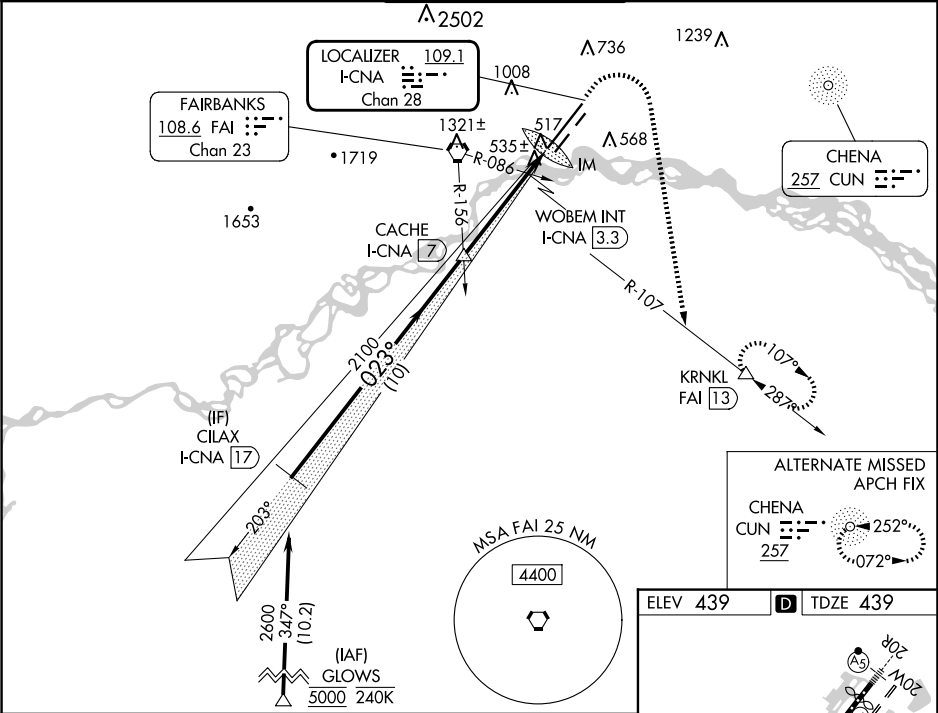 2502
LOCALIZER 109.1
I-CNA
Chan 28
736
1239
1008
FAIRBANKS
108.6 FAI
Chan 23
1321±
517
535±
568
IM
1719
R-086
R-156
1653
CHENA
257 CUN
CACHE
I-CNA 7
WOBEM INT
I-CNA 3.3
R-107
2100
023°
(10)
KRNKL
FAI 13
107°
287°
(IF)
CILAX
I-CNA 17
203°
ALTERNATE MISSED
APCH FIX
CHENA
CUN
257
252°
072°
MSA FAI 25 NM
4400
2600
347°
(10.2)
(IAF)
GLOWS
5000 240K
ELEV 439 D TDZE 439
A5
20R
20W